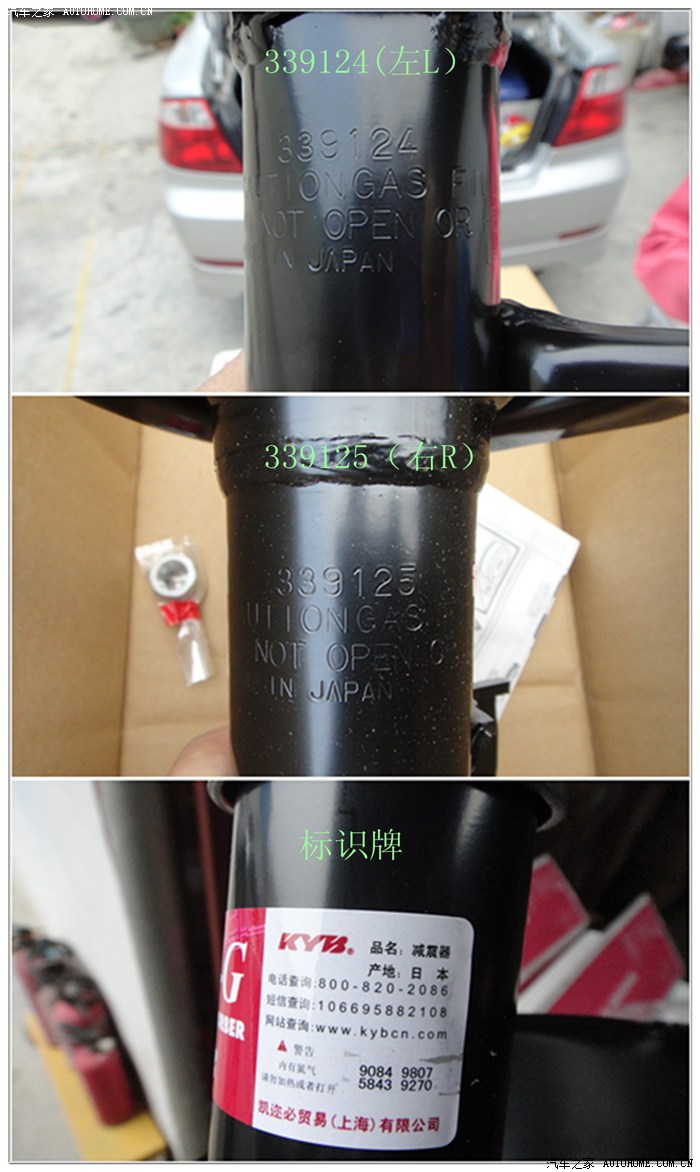 汽车之家 AUTOHOME.COM.CN
339124(左L)
339124
UTION GAS FI
NOT OPEN OR
IN JAPAN
339125（右R）
339125
UTION GAS
NOT OPEN
IN JAPAN
标识牌
G
RBER
KYB®
品名：减震器
产地：日 本
电话查询:800-820-2086
短信查询:106695882108
网站查询:www.kybcn.com
警告
内有氮气
请勿加热或者打开
9084 9807
5843 9270
凯迩必贸易(上海)有限公司
汽车之家 AUTOHOME.COM.CN